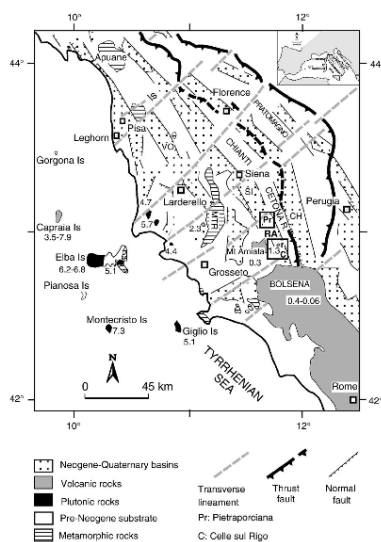 10° 12°
44°
Apuane
Florence
IS
PRATOMAGNO
Pisa
Leghorn
VO
CHIANTI
Gorgona Is
Siena
SI
Larderello
CETONA R.
Perugia
4.7
CH
Pr
Capraia Is
3.5-7.9
5.7
2.3
RA
4.4
Mt Amiata
0.3
1.3
C
Elba Is
6.2-6.8
5.1
Grosseto
Pianosa Is
BOLSENA
0.4-0.06
Montecristo Is
7.3
Giglio Is
5.1
N
TYRRHENIAN
SEA
0 45 km
Rome
42° 42°
10° 12°
Neogene-Quaternary basins
Volcanic rocks
Plutonic rocks
Pre-Neogene substrate
Metamorphic rocks
Transverse
lineament
Thrust
fault
Normal
fault
Pr: Pietraporciana
C: Celle sul Rigo